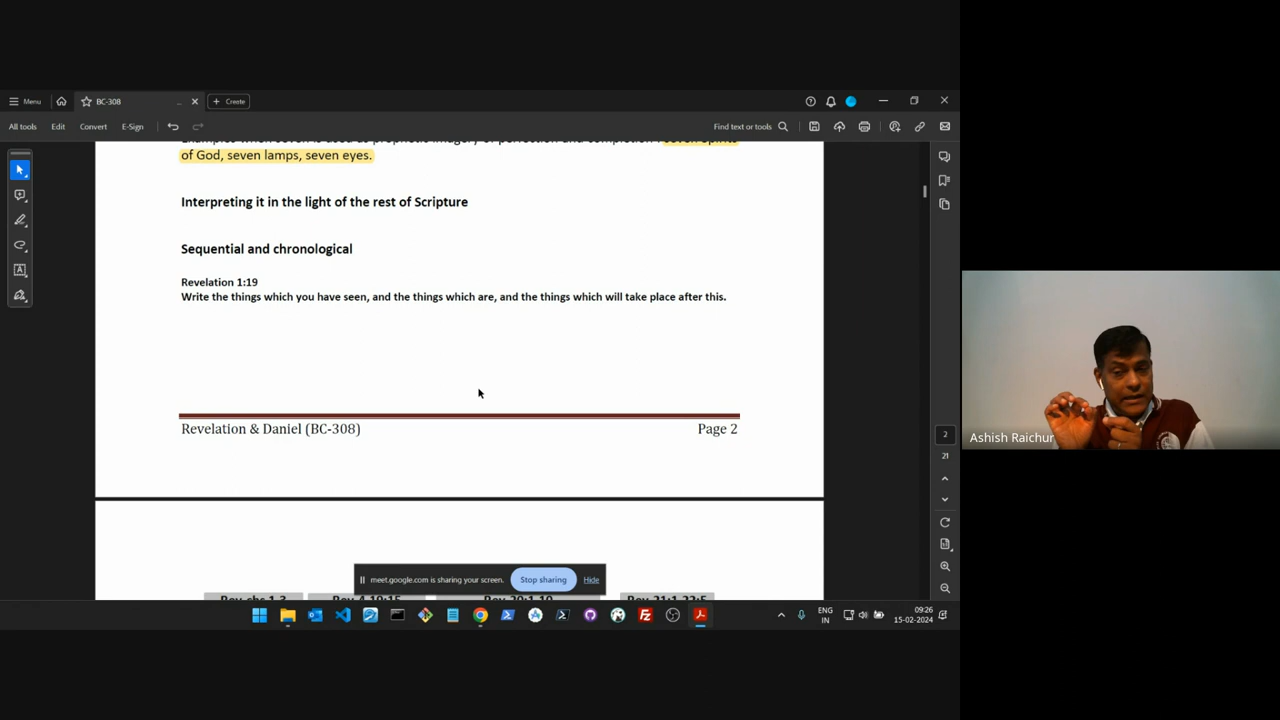 Menu
BC-308
...
Create
All tools
Edit
Convert
E-Sign
Find text or tools
of God, seven lamps, seven eyes.
Interpreting it in the light of the rest of Scripture
Sequential and chronological
Revelation 1:19
Write the things which you have seen, and the things which are, and the things which will take place after this.
Revelation & Daniel (BC-308)
Page 2
2
21
Ashish Raichur
meet.google.com is sharing your screen.
Stop sharing
Hide
ENG
IN
09:26
15-02-2024